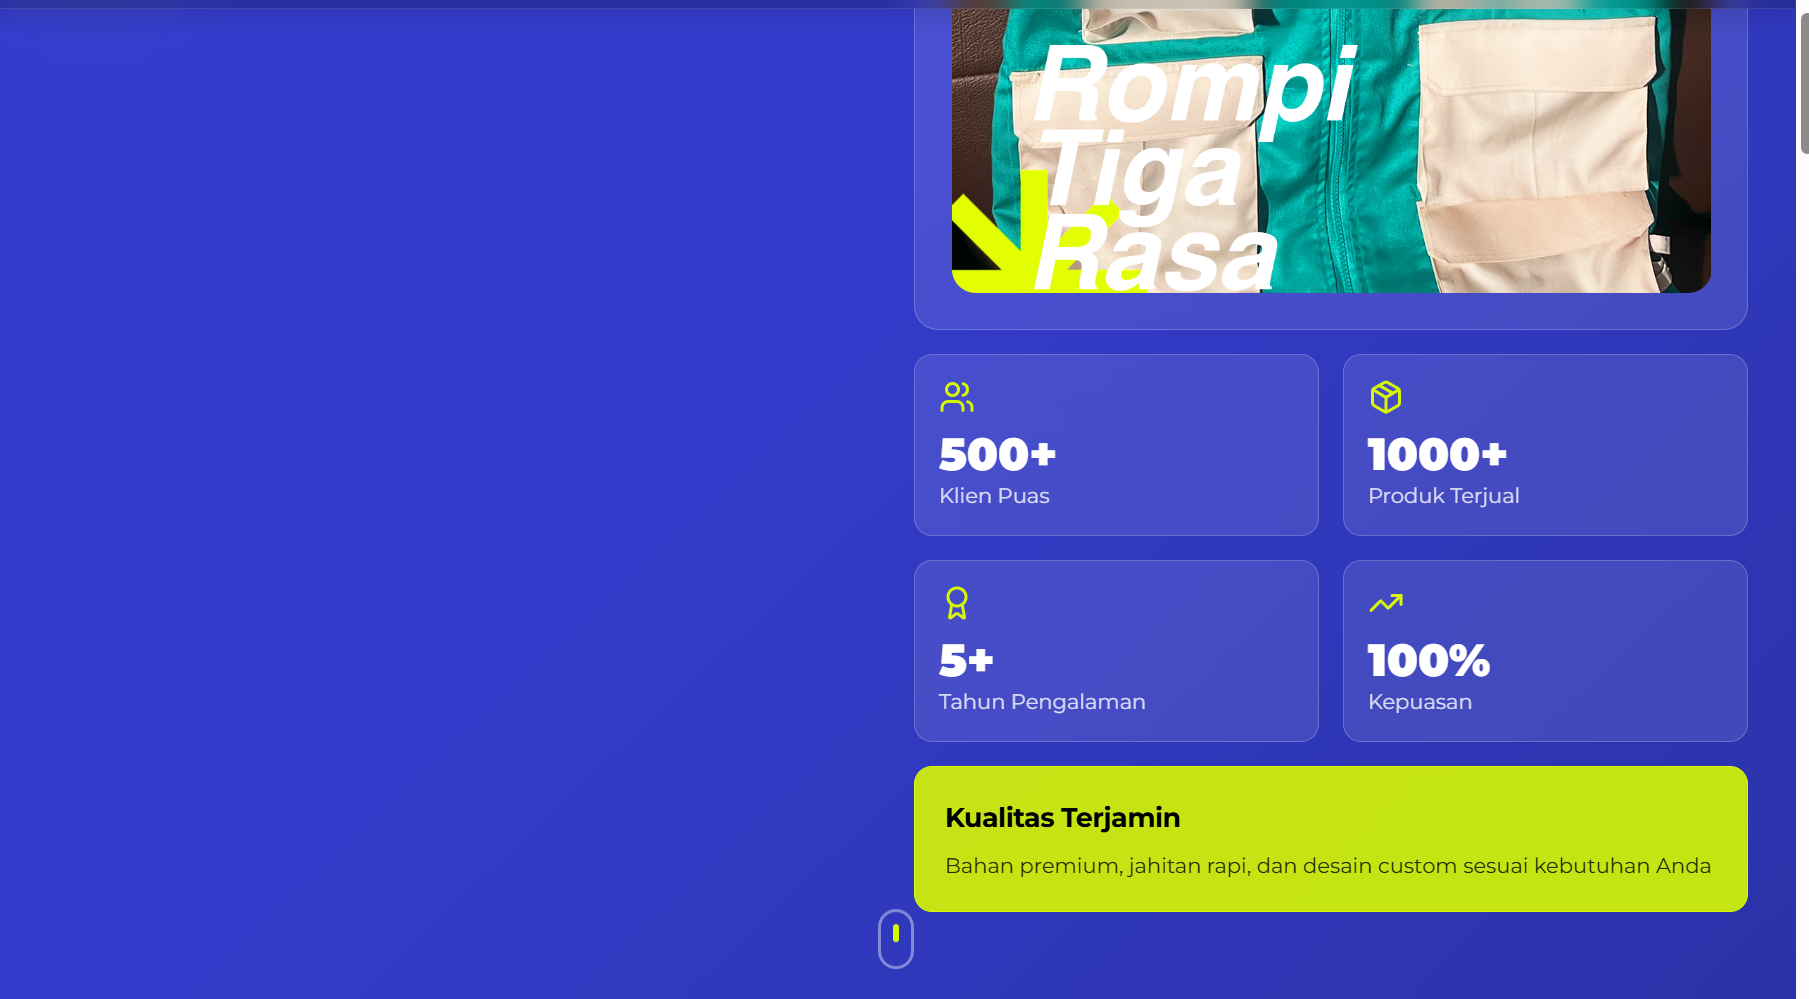 Rompi
Tiga
Rasa
500+
Klien Puas
1000+
Produk Terjual
5+
Tahun Pengalaman
100%
Kepuasan
Kualitas Terjamin
Bahan premium, jahitan rapi, dan desain custom sesuai kebutuhan Anda